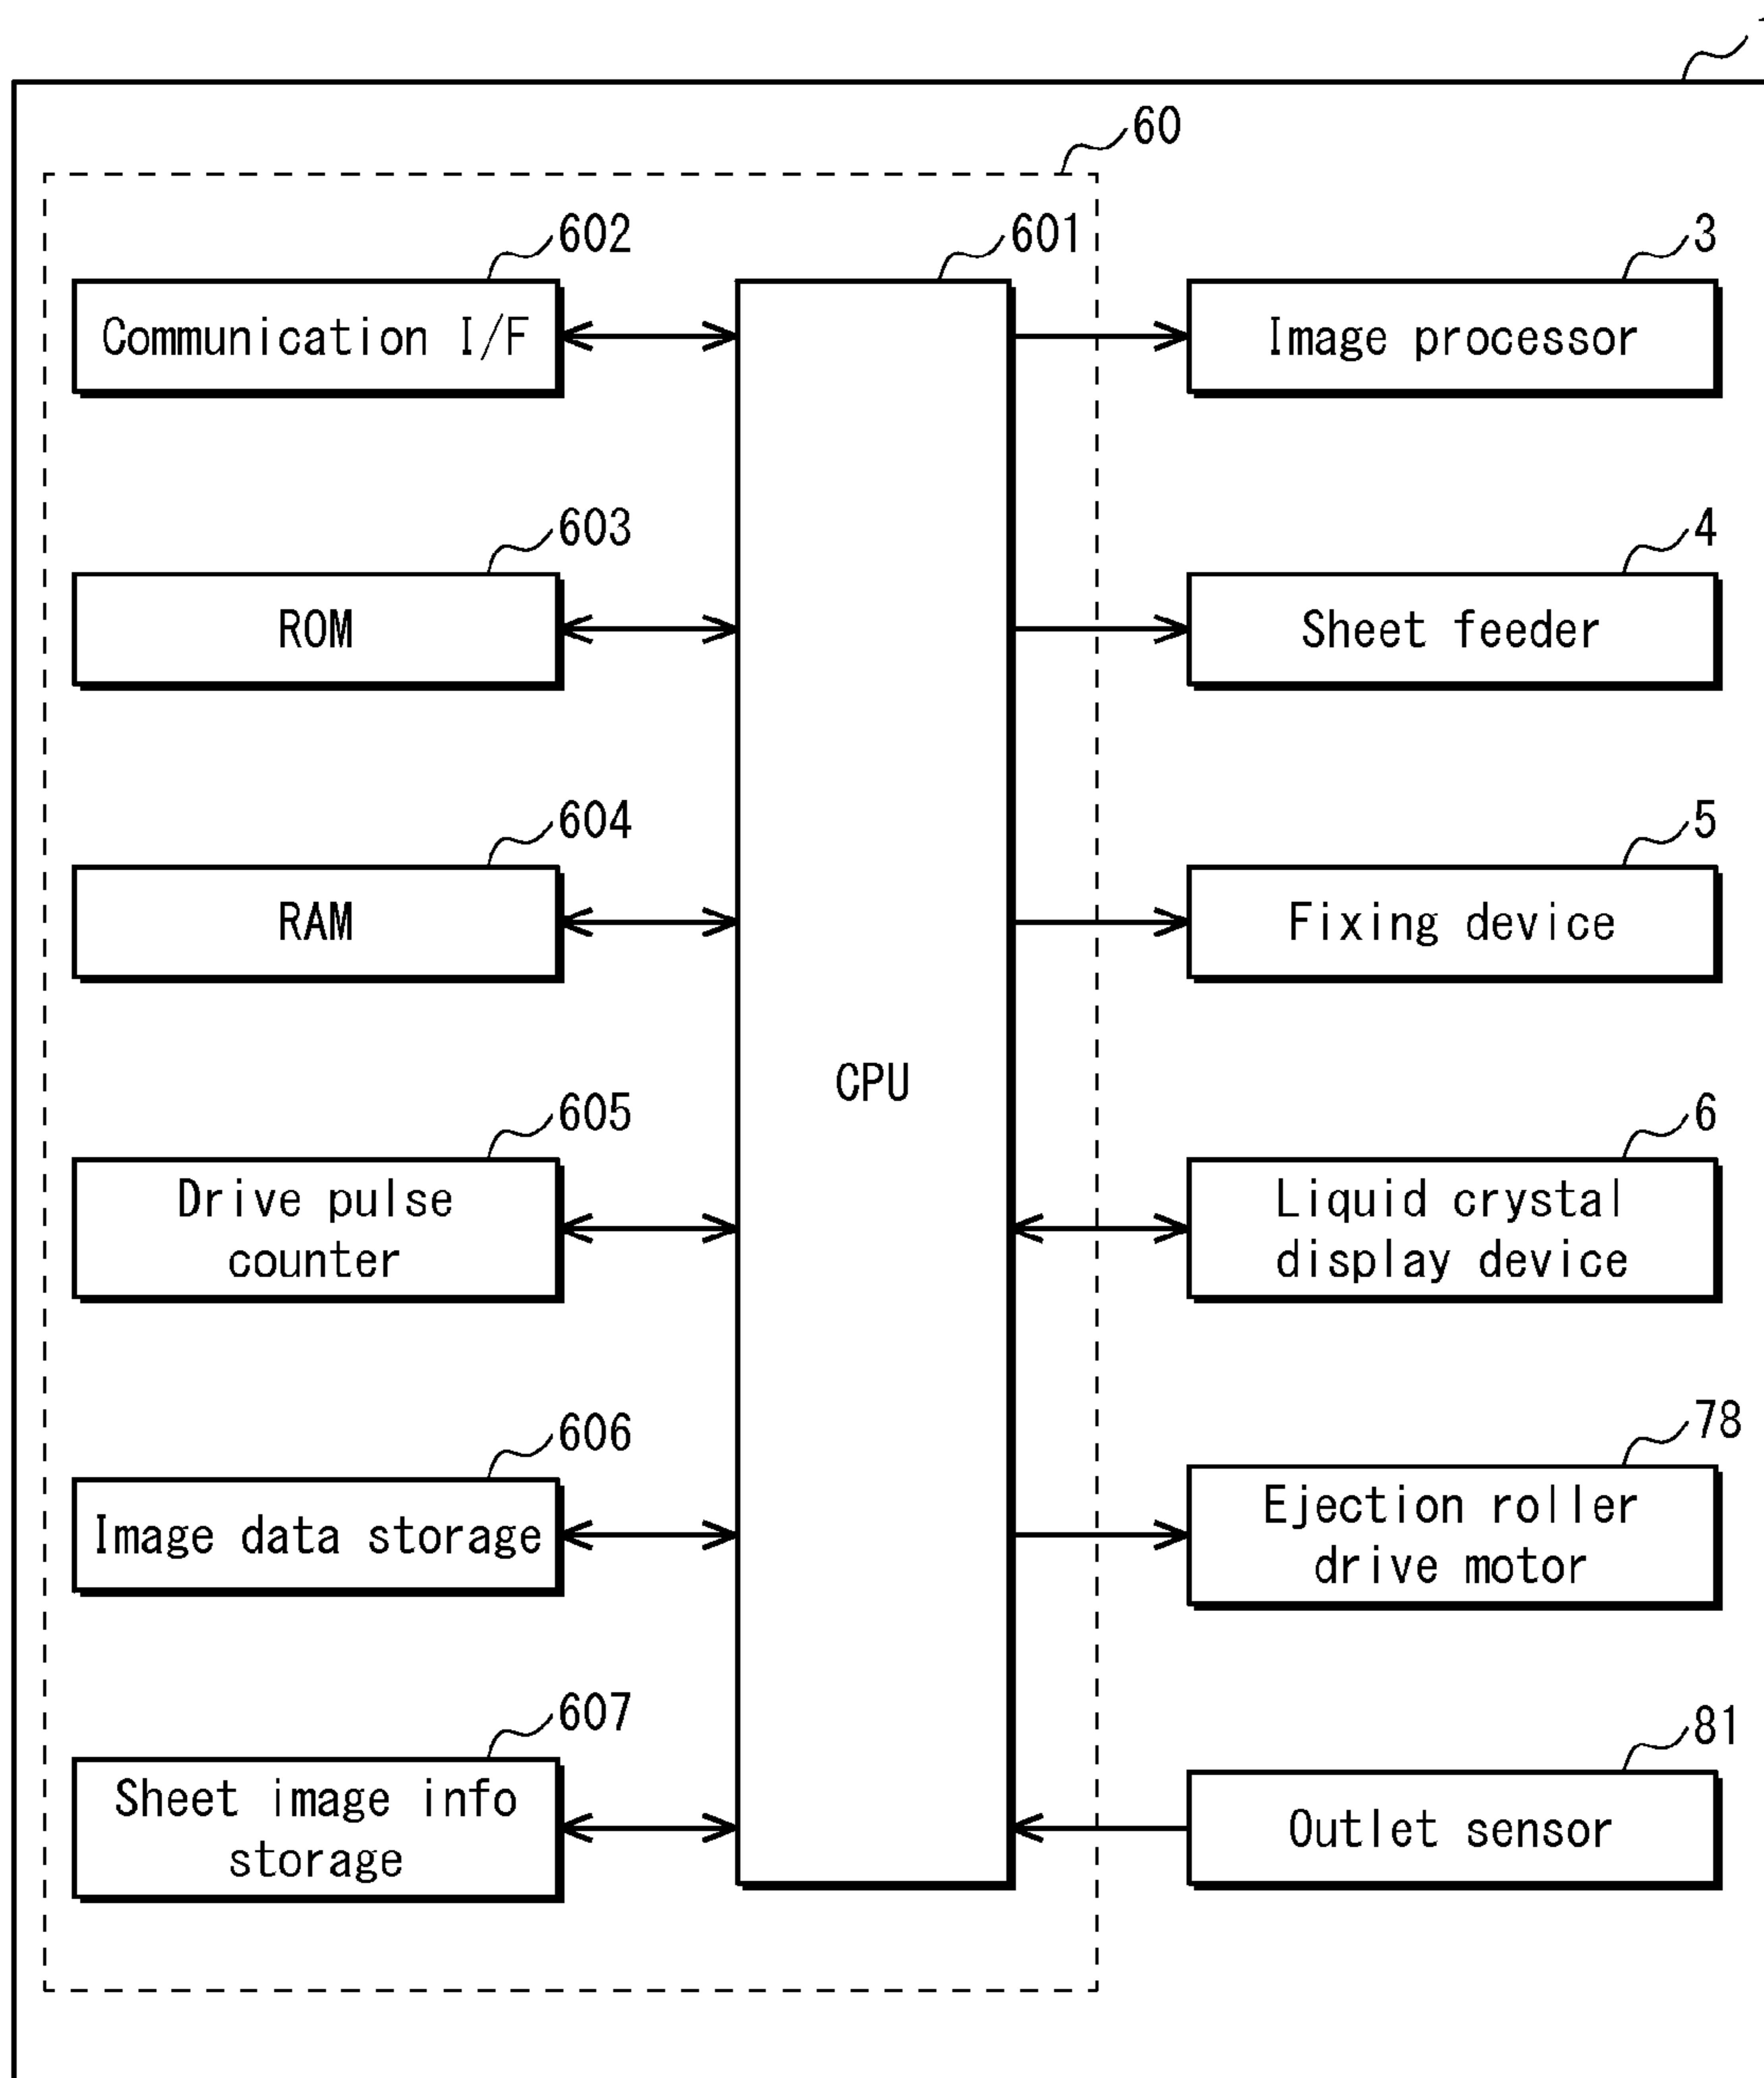 60
602
601
3
Communication I/F
Image processor
603
4
ROM
Sheet feeder
604
5
RAM
Fixing device
CPU
605
6
Drive pulse
counter
Liquid crystal
display device
606
78
Image data storage
Ejection roller
drive motor
607
81
Sheet image info
storage
Outlet sensor